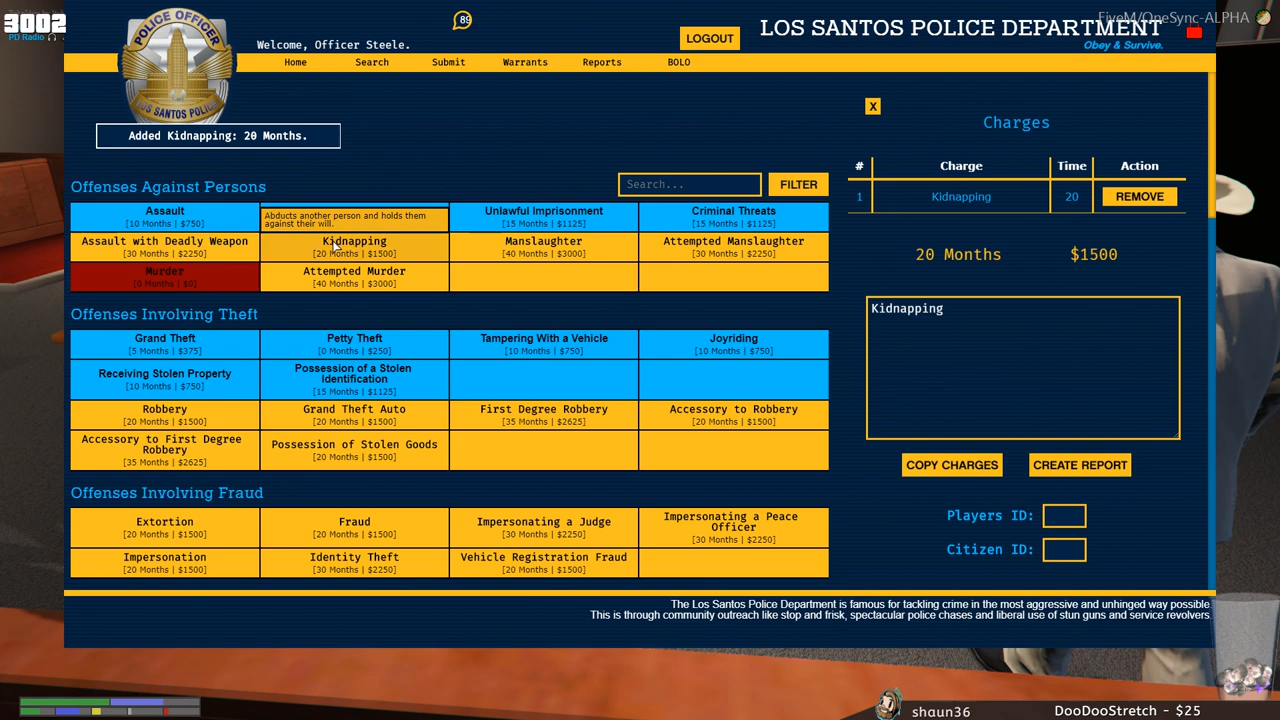 3002
PD Radio
POLICE OFFICER
LOS SANTOS POLICE
89
FiveM/OneSync-ALPHA
Welcome, Officer Steele.
LOGOUT
LOS SANTOS POLICE DEPARTMENT
Obey & Survive.
Home
Search
Submit
Warrants
Reports
BOLO
Added Kidnapping: 20 Months.
Offenses Against Persons
Search...
FILTER
Assault
[10 Months | $750]
Abducts another person and holds them
against their will.
Unlawful Imprisonment
[15 Months | $1125]
Criminal Threats
[15 Months | $1125]
Assault with Deadly Weapon
[30 Months | $2250]
Kidnapping
[20 Months | $1500]
Manslaughter
[40 Months | $3000]
Attempted Manslaughter
[30 Months | $2250]
Murder
[0 Months | $0]
Attempted Murder
[40 Months | $3000]
Offenses Involving Theft
Grand Theft
[5 Months | $375]
Petty Theft
[0 Months | $250]
Tampering With a Vehicle
[10 Months | $750]
Joyriding
[10 Months | $750]
Receiving Stolen Property
[10 Months | $750]
Possession of a Stolen
Identification
[15 Months | $1125]
Robbery
[20 Months | $1500]
Grand Theft Auto
[20 Months | $1500]
First Degree Robbery
[35 Months | $2625]
Accessory to Robbery
[20 Months | $1500]
Accessory to First Degree
Robbery
[35 Months | $2625]
Possession of Stolen Goods
[20 Months | $1500]
Offenses Involving Fraud
Extortion
[20 Months | $1500]
Fraud
[20 Months | $1500]
Impersonating a Judge
[30 Months | $2250]
Impersonating a Peace
Officer
[30 Months | $2250]
Impersonation
[20 Months | $1500]
Identity Theft
[30 Months | $2250]
Vehicle Registration Fraud
[20 Months | $1500]
X
Charges
# Charge Time Action
1 Kidnapping 20 REMOVE
20 Months $1500
Kidnapping
COPY CHARGES
CREATE REPORT
Players ID:
Citizen ID:
The Los Santos Police Department is famous for tackling crime in the most aggressive and unhinged way possible.
This is through community outreach like stop and frisk, spectacular police chases and liberal use of stun guns and service revolvers.
shaun36
DooDooStretch - $25